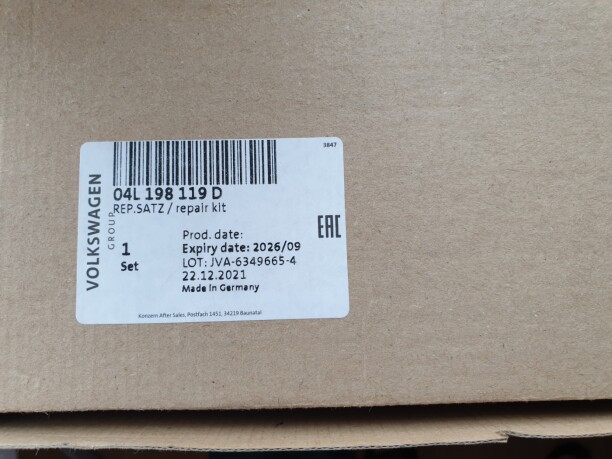 3847
04L 198 119 D
REP.SATZ / repair kit
VOLKSWAGEN
GROUP
1
Set
EAC
Prod. date:
Expiry date: 2026/09
LOT: JVA-6349665-4
22.12.2021
Made in Germany
Konzern After Sales, Postfach 1451, 34219 Baunatal